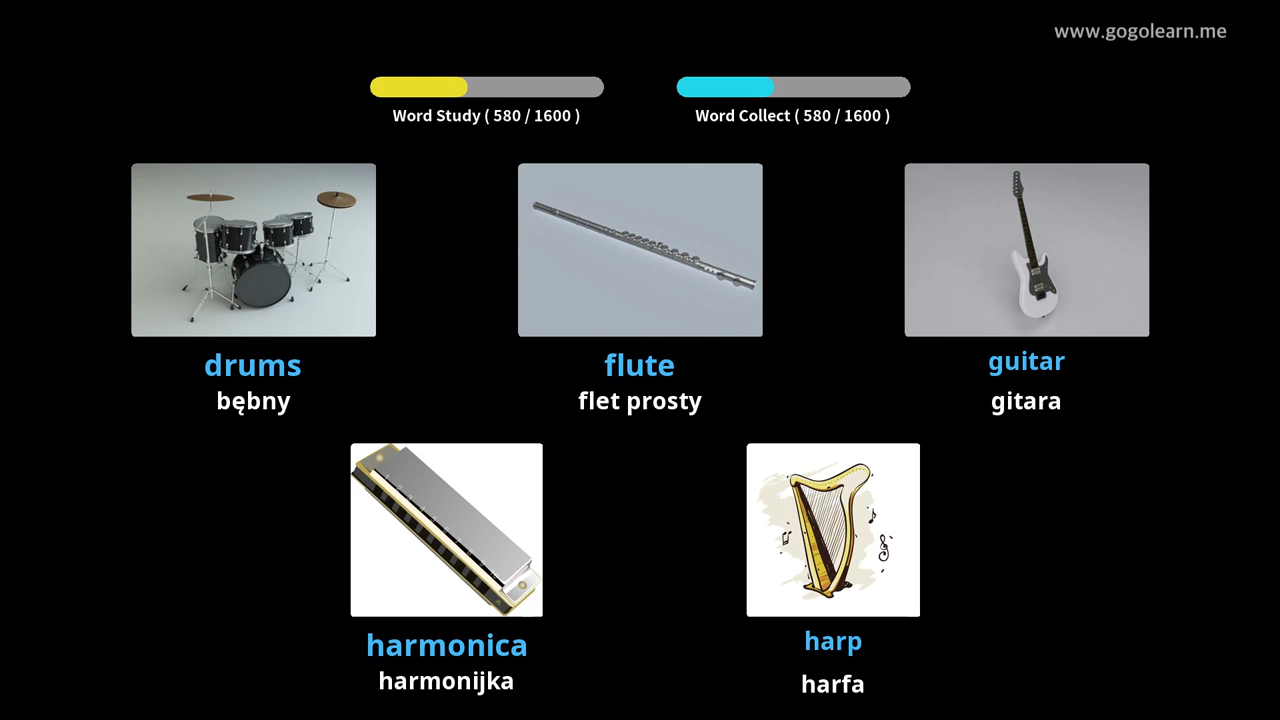 www.gogolearn.me
Word Study ( 580 / 1600 )
Word Collect ( 580 / 1600 )
drums
bębny
flute
flet prosty
guitar
gitara
harmonica
harmonijka
harp
harfa